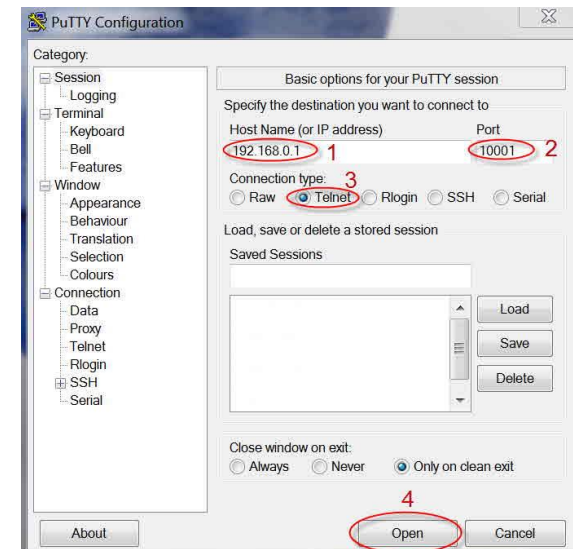 PuTTY Configuration
Category:
Session
Logging
Terminal
Keyboard
Bell
Features
Window
Appearance
Behaviour
Translation
Selection
Colours
Connection
Data
Proxy
Telnet
Rlogin
SSH
Serial
Basic options for your PuTTY session
Specify the destination you want to connect to
Host Name (or IP address) Port
192.168.0.1 1 10001 2
Connection type: 3
Raw Telnet Rlogin SSH Serial
Load, save or delete a stored session
Saved Sessions
Load
Save
Delete
Close window on exit:
Always Never Only on clean exit
4
About Open Cancel